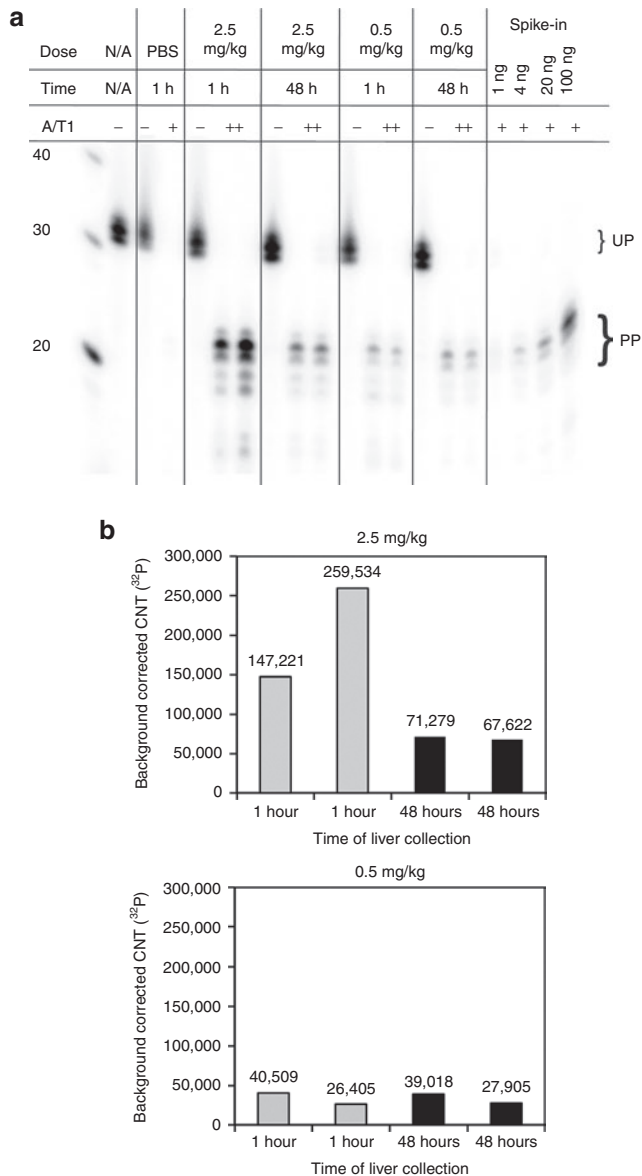 a
Dose N/A PBS 2.5 mg/kg 2.5 mg/kg 0.5 mg/kg 0.5 mg/kg Spike-in
1 ng 4 ng 20 ng 100 ng
Time N/A 1 h 1 h 48 h 1 h 48 h
A/T1 – – + – ++ – ++ – ++ – ++ + + + +
40
30
UP
20
PP
b
2.5 mg/kg
Background corrected CNT (³²P)
300,000
250,000
200,000
150,000
100,000
50,000
0
147,221
259,534
71,279
67,622
1 hour 1 hour 48 hours 48 hours
Time of liver collection
0.5 mg/kg
Background corrected CNT (³²P)
300,000
250,000
200,000
150,000
100,000
50,000
0
40,509
26,405
39,018
27,905
1 hour 1 hour 48 hours 48 hours
Time of liver collection